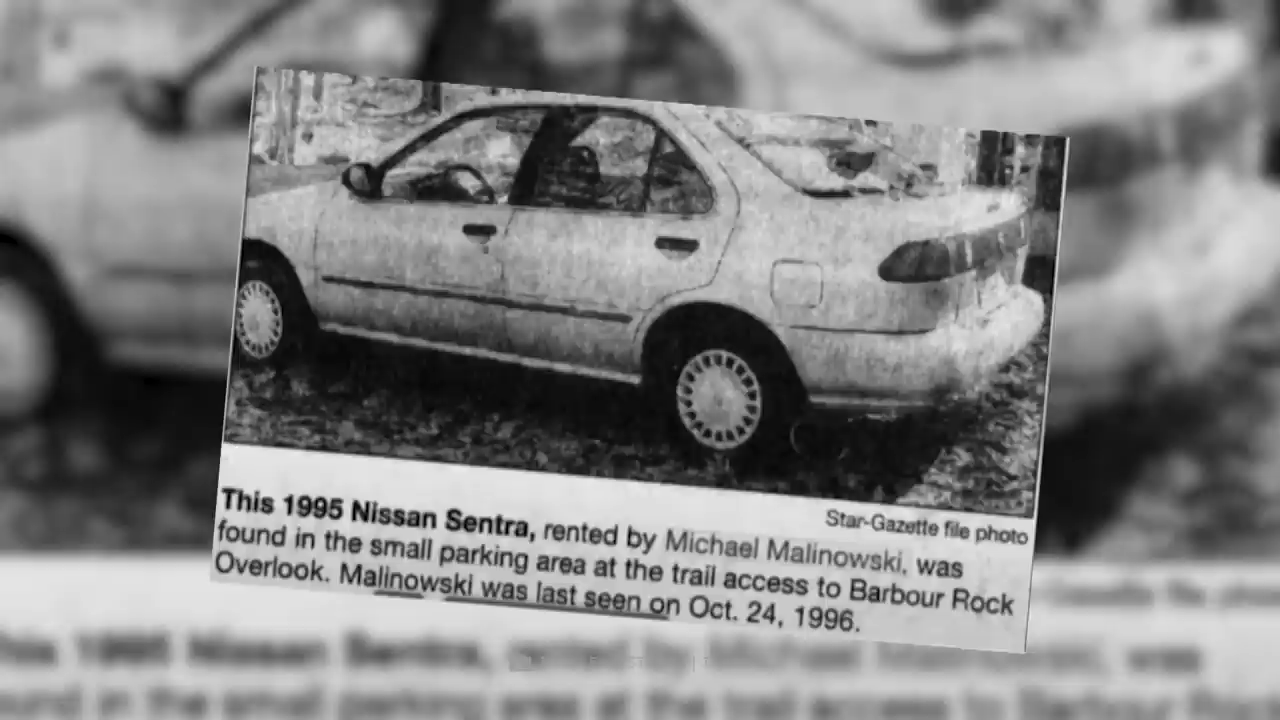 Star-Gazette file photo
This 1995 Nissan Sentra, rented by Michael Malinowski, was
found in the small parking area at the trail access to Barbour Rock
Overlook. Malinowski was last seen on Oct. 24, 1996.